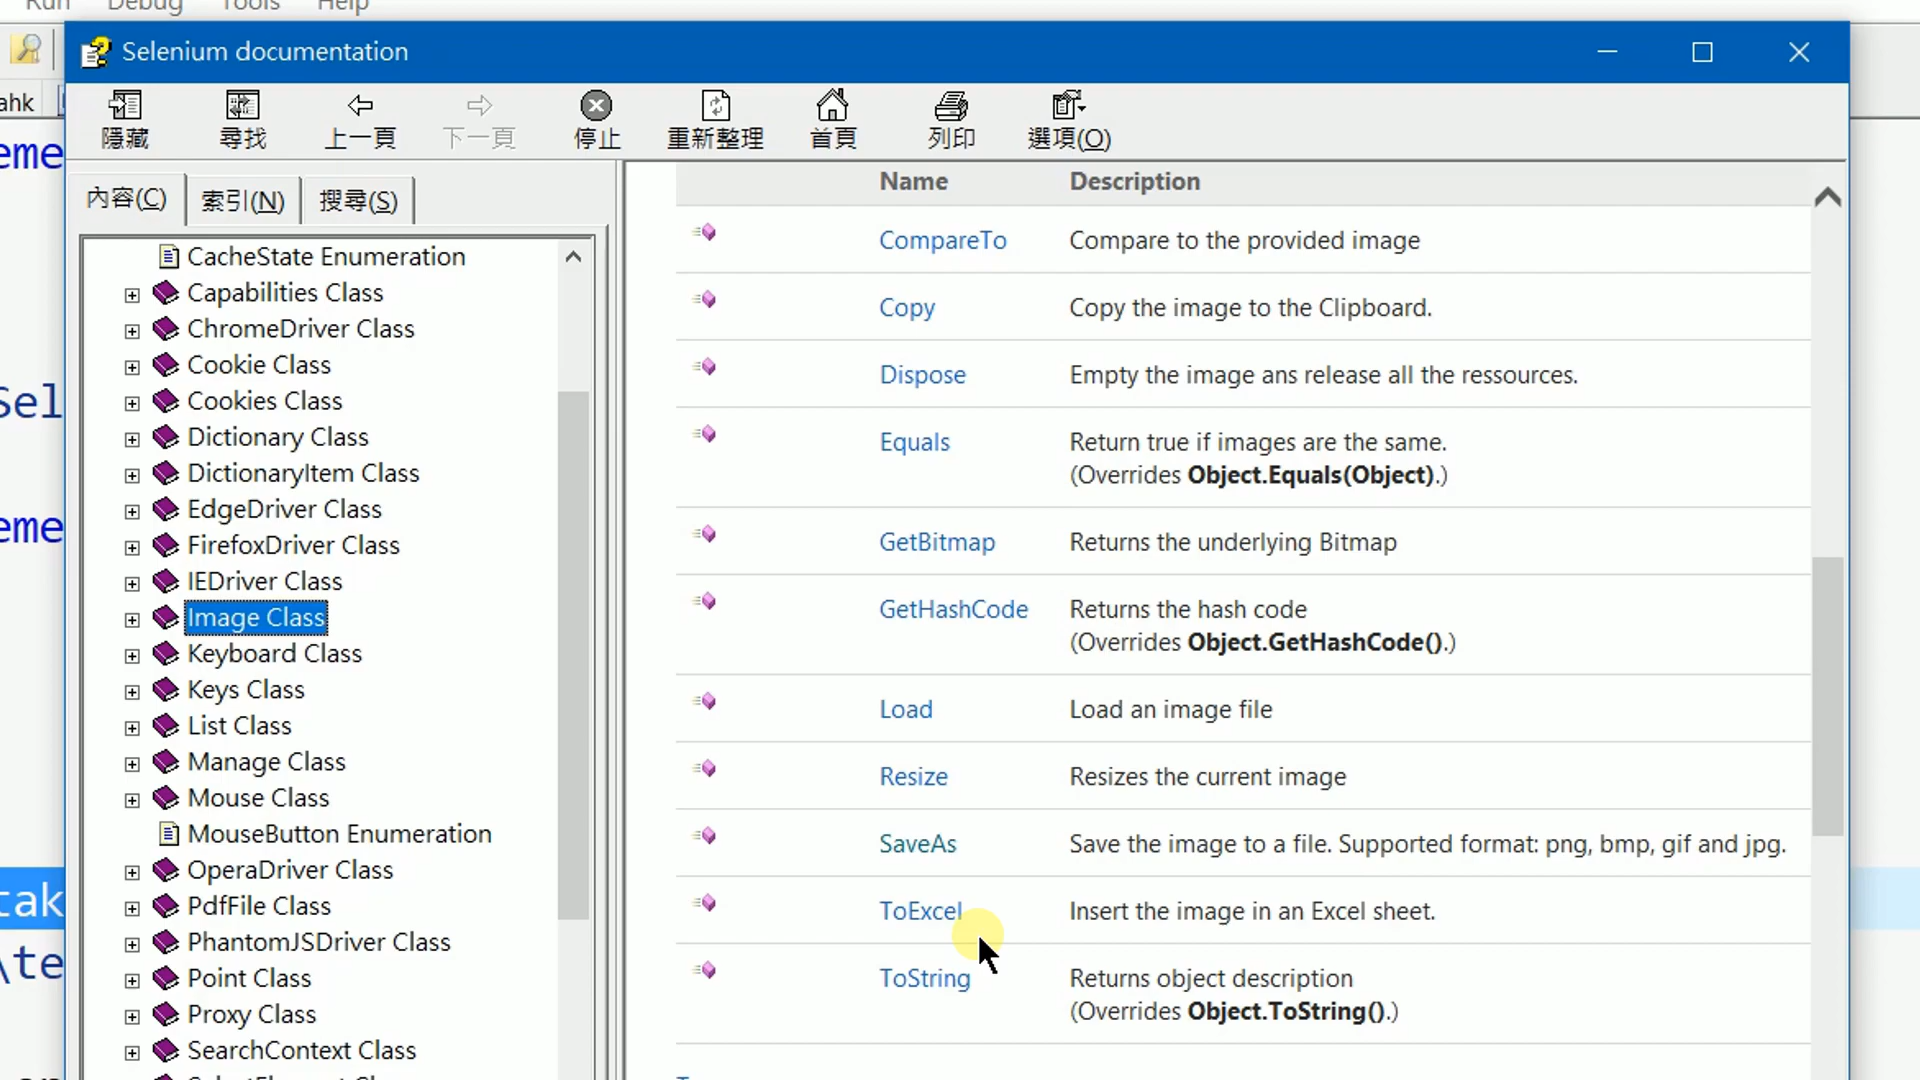 Run Debug Tools Help
Selenium documentation
隱藏 尋找 上一頁 下一頁 停止 重新整理 首頁 列印 選項(O)
ahk
內容(C) 索引(N) 搜尋(S)
eme
Sel
eme
tak
\te
CacheState Enumeration
Capabilities Class
ChromeDriver Class
Cookie Class
Cookies Class
Dictionary Class
DictionaryItem Class
EdgeDriver Class
FirefoxDriver Class
IEDriver Class
Image Class
Keyboard Class
Keys Class
List Class
Manage Class
Mouse Class
MouseButton Enumeration
OperaDriver Class
PdfFile Class
PhantomJSDriver Class
Point Class
Proxy Class
SearchContext Class
Name Description
CompareTo Compare to the provided image
Copy Copy the image to the Clipboard.
Dispose Empty the image ans release all the ressources.
Equals Return true if images are the same.
(Overrides Object.Equals(Object).)
GetBitmap Returns the underlying Bitmap
GetHashCode Returns the hash code
(Overrides Object.GetHashCode().)
Load Load an image file
Resize Resizes the current image
SaveAs Save the image to a file. Supported format: png, bmp, gif and jpg.
ToExcel Insert the image in an Excel sheet.
ToString Returns object description
(Overrides Object.ToString().)